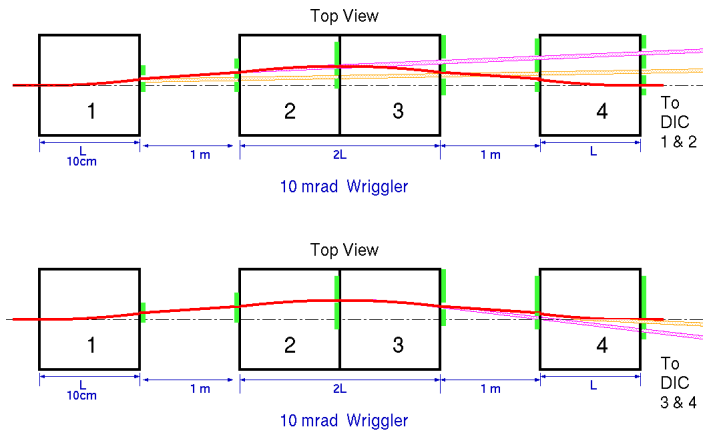 Top View
1
2
3
4
To
DIC
1 & 2
L
10cm
1 m
2L
1 m
L
10 mrad Wriggler
Top View
1
2
3
4
To
DIC
3 & 4
L
10cm
1 m
2L
1 m
L
10 mrad Wriggler